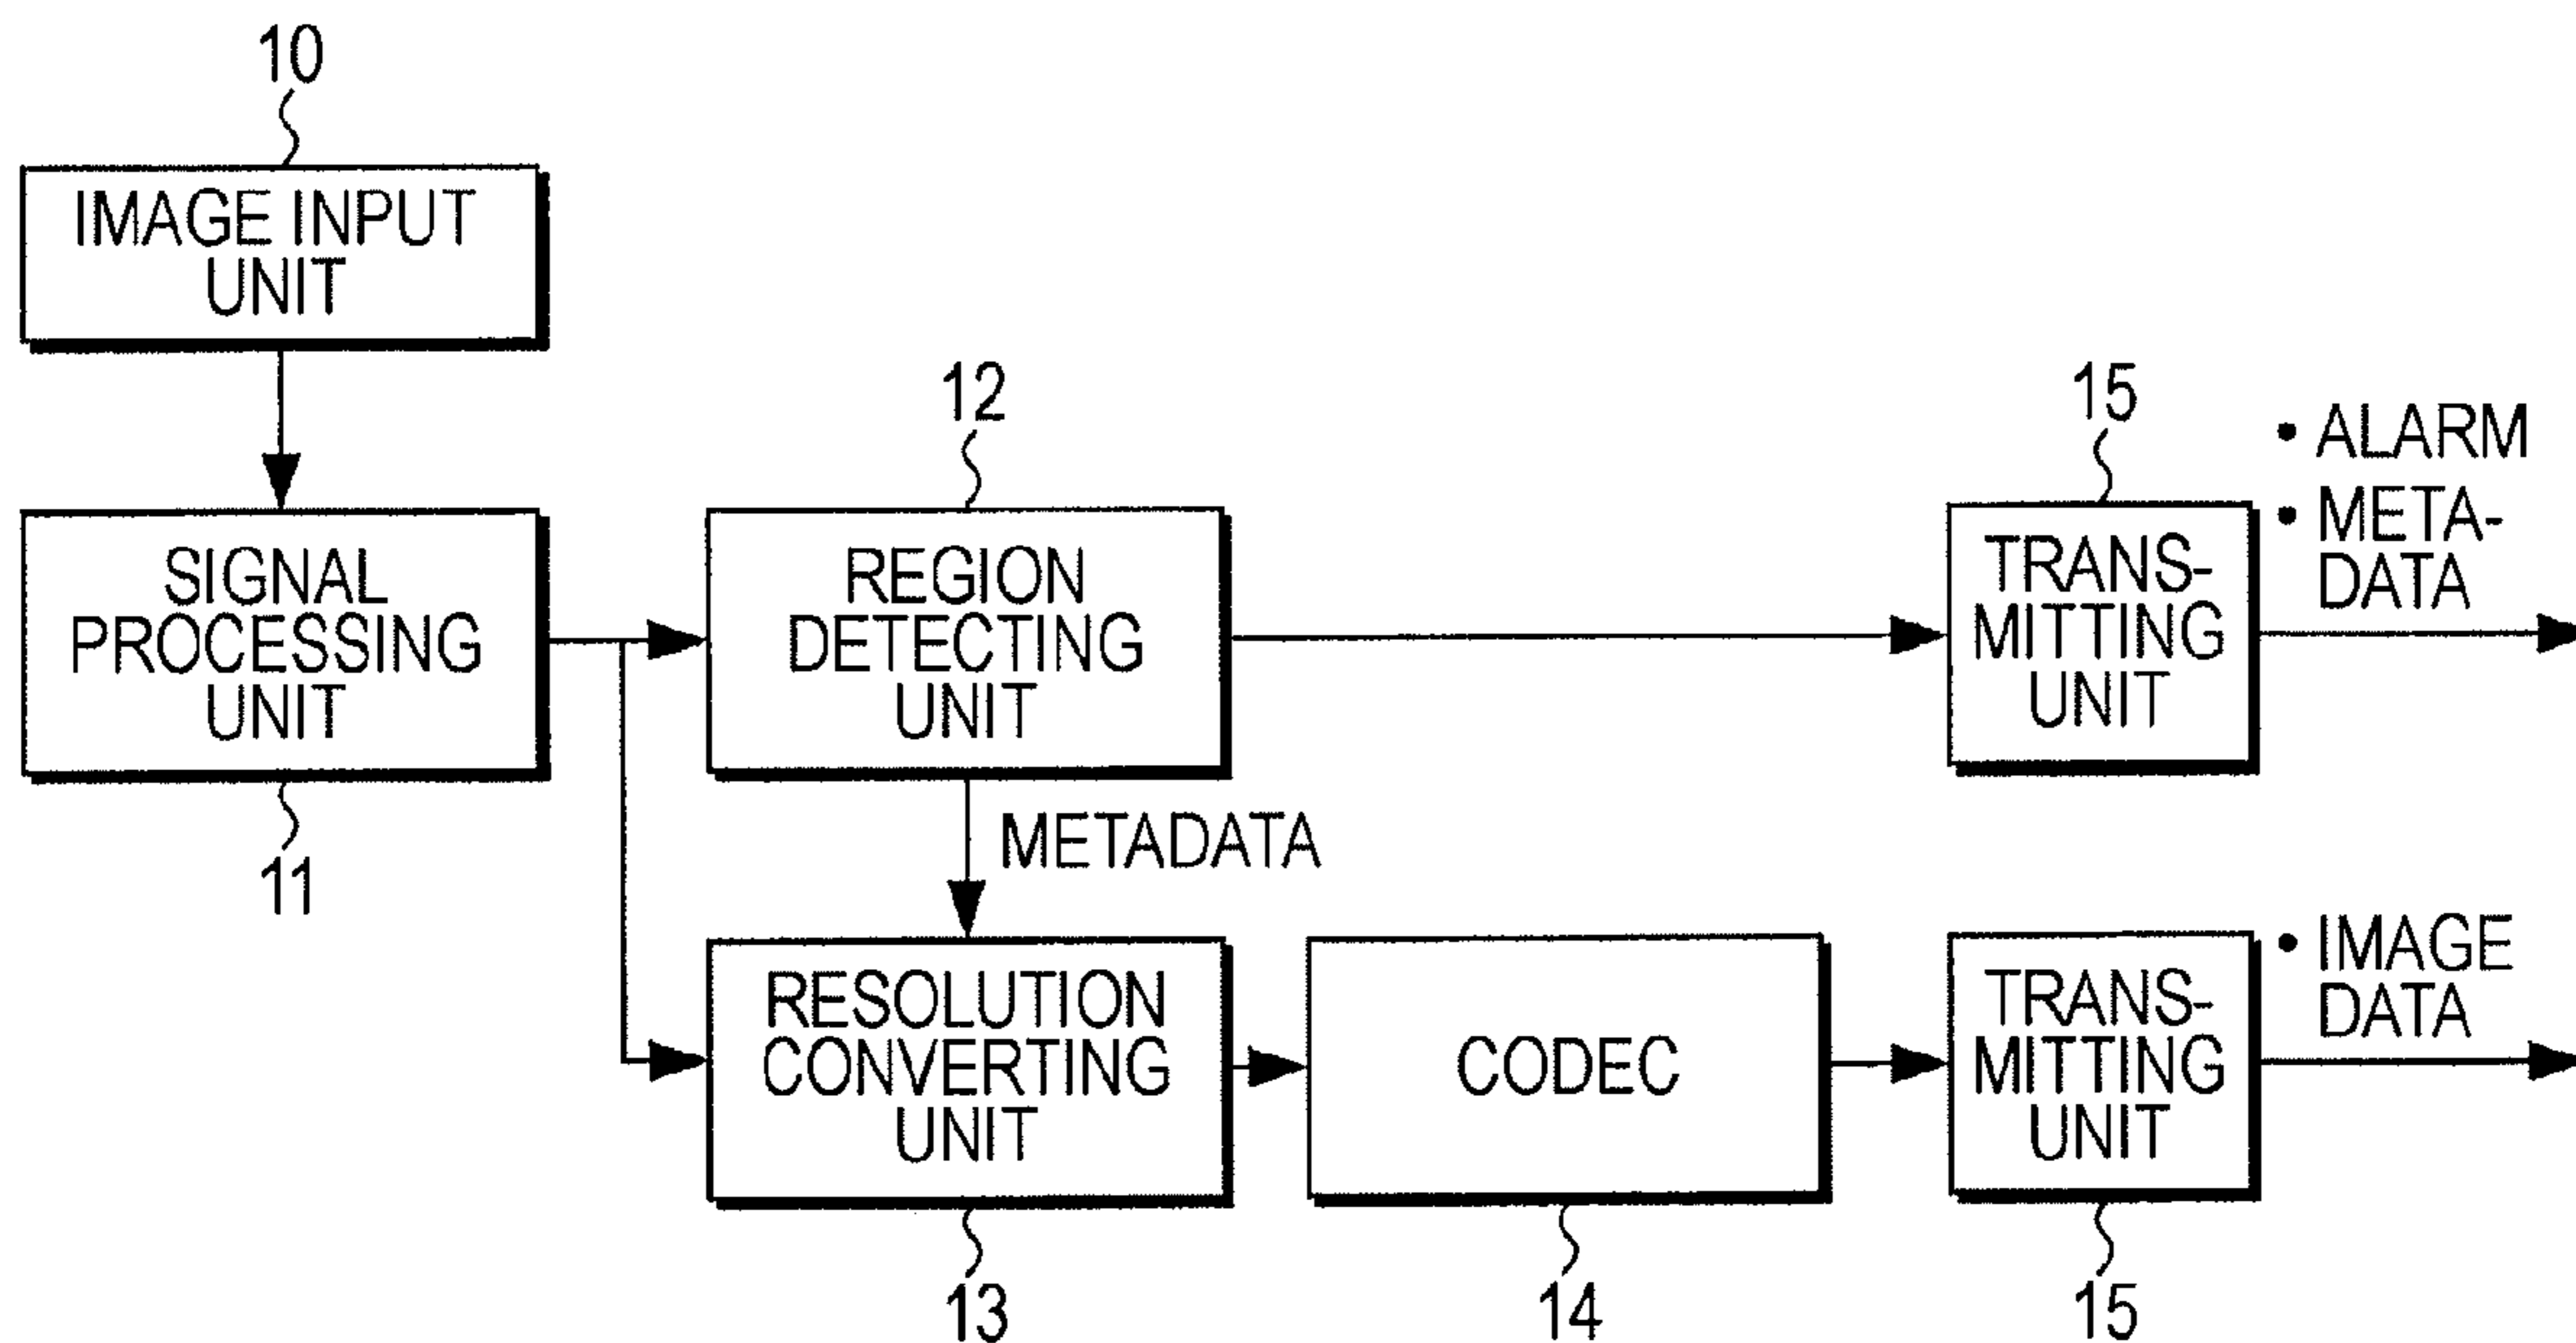 10
IMAGE INPUT
UNIT
SIGNAL
PROCESSING
UNIT
11
12
REGION
DETECTING
UNIT
METADATA
RESOLUTION
CONVERTING
UNIT
13
CODEC
14
15
TRANS-
MITTING
UNIT
• ALARM
• META-
DATA
TRANS-
MITTING
UNIT
15
• IMAGE
DATA